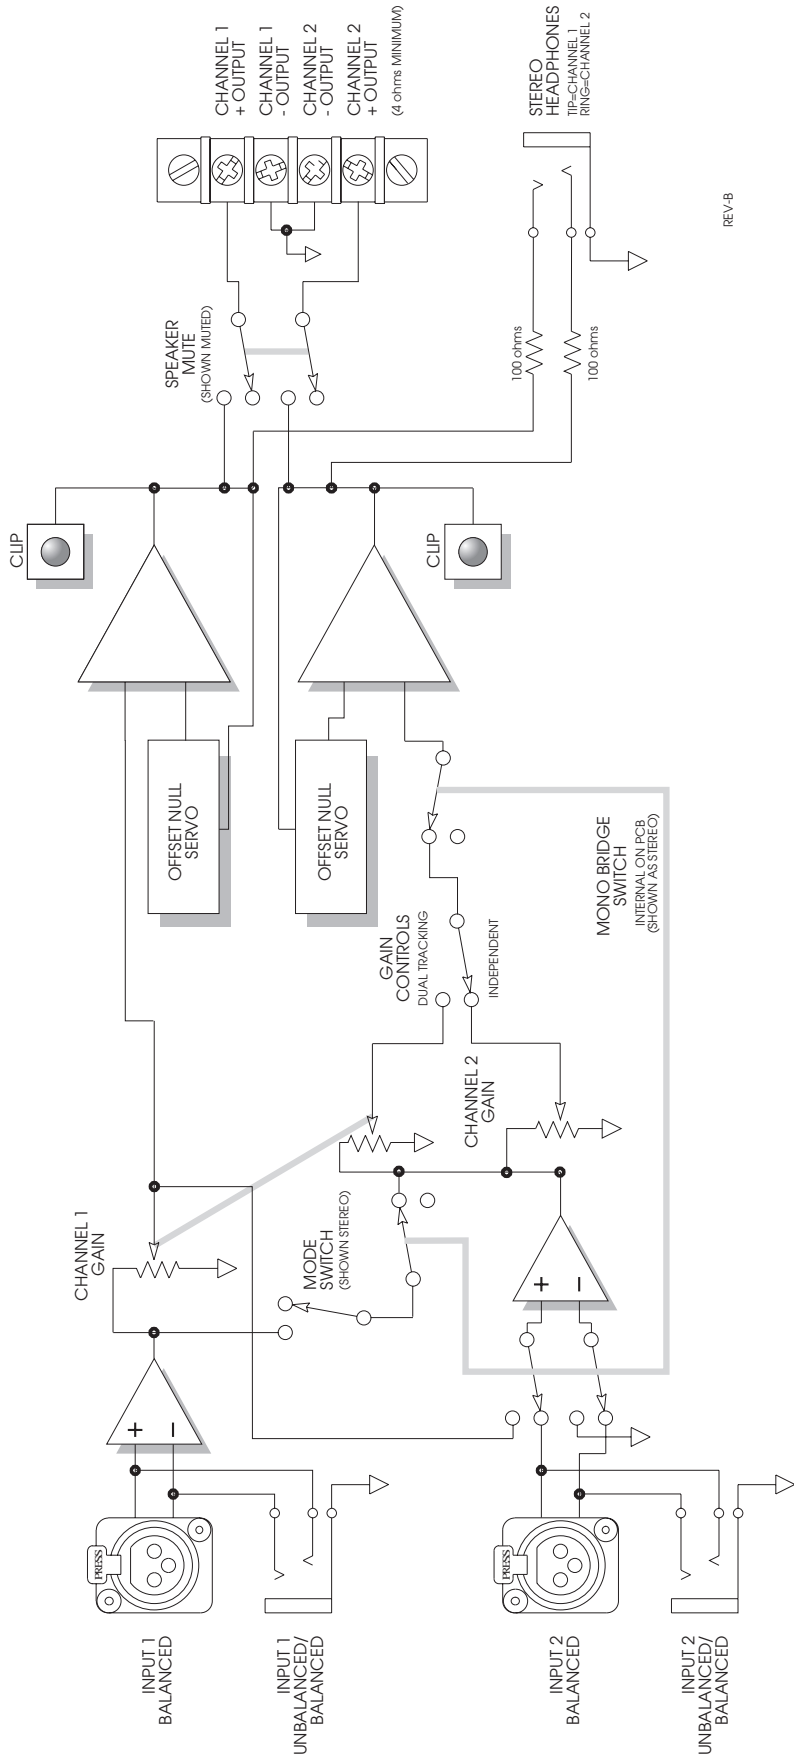 INPUT 1
BALANCED
PRESS
INPUT 1
UNBALANCED/
BALANCED
+
–
CHANNEL 1
GAIN
MODE
SWITCH
(SHOWN STEREO)
INPUT 2
BALANCED
PRESS
INPUT 2
UNBALANCED/
BALANCED
+
–
CHANNEL 2
GAIN
GAIN
CONTROLS
DUAL TRACKING
INDEPENDENT
MONO BRIDGE
SWITCH
INTERNAL ON PCB
(SHOWN AS STEREO)
OFFSET NULL
SERVO
OFFSET NULL
SERVO
CLIP
CLIP
SPEAKER
MUTE
(SHOWN MUTED)
CHANNEL 1
+ OUTPUT
CHANNEL 1
- OUTPUT
CHANNEL 2
- OUTPUT
CHANNEL 2
+ OUTPUT
(4 ohms MINIMUM)
100 ohms
100 ohms
STEREO
HEADPHONES
TIP=CHANNEL 1
RING=CHANNEL 2
REV-B